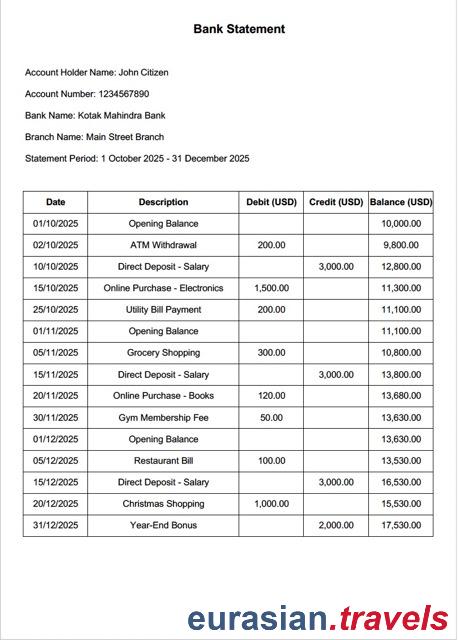 Bank Statement
Account Holder Name: John Citizen
Account Number: 1234567890
Bank Name: Kotak Mahindra Bank
Branch Name: Main Street Branch
Statement Period: 1 October 2025 - 31 December 2025
Date Description Debit (USD) Credit (USD) Balance (USD)
01/10/2025 Opening Balance 10,000.00
02/10/2025 ATM Withdrawal 200.00 9,800.00
10/10/2025 Direct Deposit - Salary 3,000.00 12,800.00
15/10/2025 Online Purchase - Electronics 1,500.00 11,300.00
25/10/2025 Utility Bill Payment 200.00 11,100.00
01/11/2025 Opening Balance 11,100.00
05/11/2025 Grocery Shopping 300.00 10,800.00
15/11/2025 Direct Deposit - Salary 3,000.00 13,800.00
20/11/2025 Online Purchase - Books 120.00 13,680.00
30/11/2025 Gym Membership Fee 50.00 13,630.00
01/12/2025 Opening Balance 13,630.00
05/12/2025 Restaurant Bill 100.00 13,530.00
15/12/2025 Direct Deposit - Salary 3,000.00 16,530.00
20/12/2025 Christmas Shopping 1,000.00 15,530.00
31/12/2025 Year-End Bonus 2,000.00 17,530.00
eurasian.travels